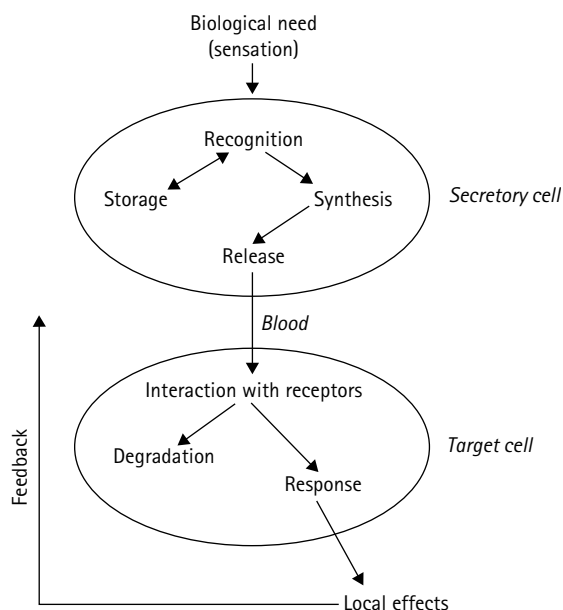 Biological need
(sensation)
Recognition
Storage
Synthesis
Secretory cell
Release
Blood
Interaction with receptors
Degradation
Target cell
Response
Feedback
Local effects